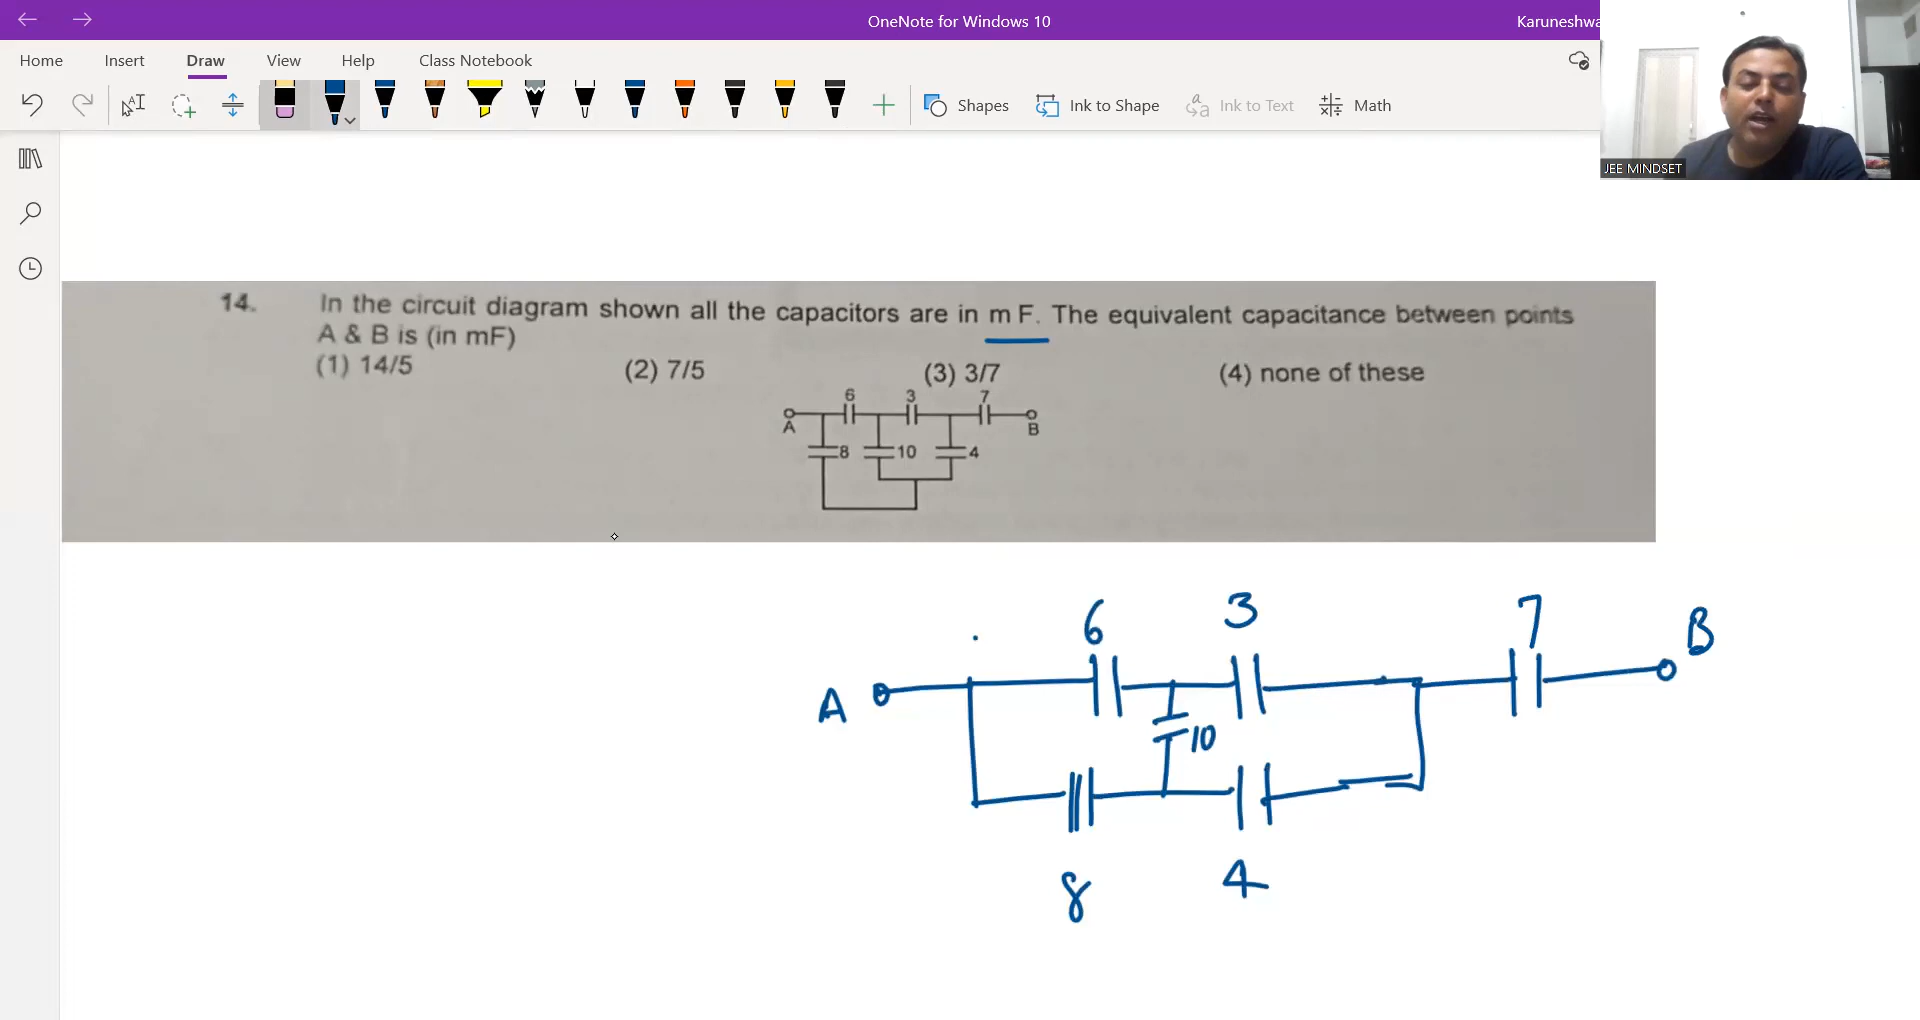 OneNote for Windows 10
Karuneshwa
Home Insert Draw View Help Class Notebook
Shapes Ink to Shape Ink to Text Math
JEE MINDSET
14. In the circuit diagram shown all the capacitors are in m F. The equivalent capacitance between points
A & B is (in mF)
(1) 14/5 (2) 7/5 (3) 3/7 (4) none of these
6 3 7
A B
8 10 4
6 3 7 B
A
10
8 4